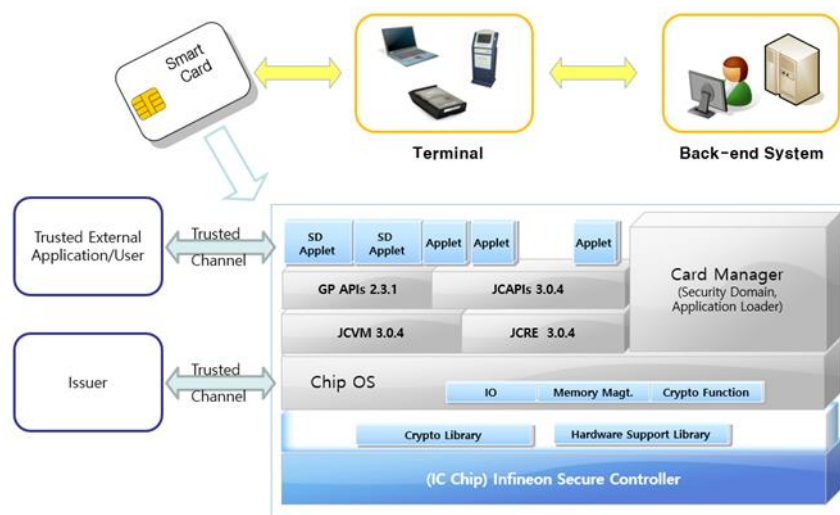 Smart
Card
Terminal
Back-end System
Trusted External
Application/User
Trusted
Channel
SD
Applet
SD
Applet
Applet
Applet
Applet
Card Manager
(Security Domain,
Application Loader)
GP APIs 2.3.1
JCAPIs 3.0.4
JCVM 3.0.4
JCRE 3.0.4
Issuer
Trusted
Channel
Chip OS
IO
Memory Magt.
Crypto Function
Crypto Library
Hardware Support Library
(IC Chip) Infineon Secure Controller